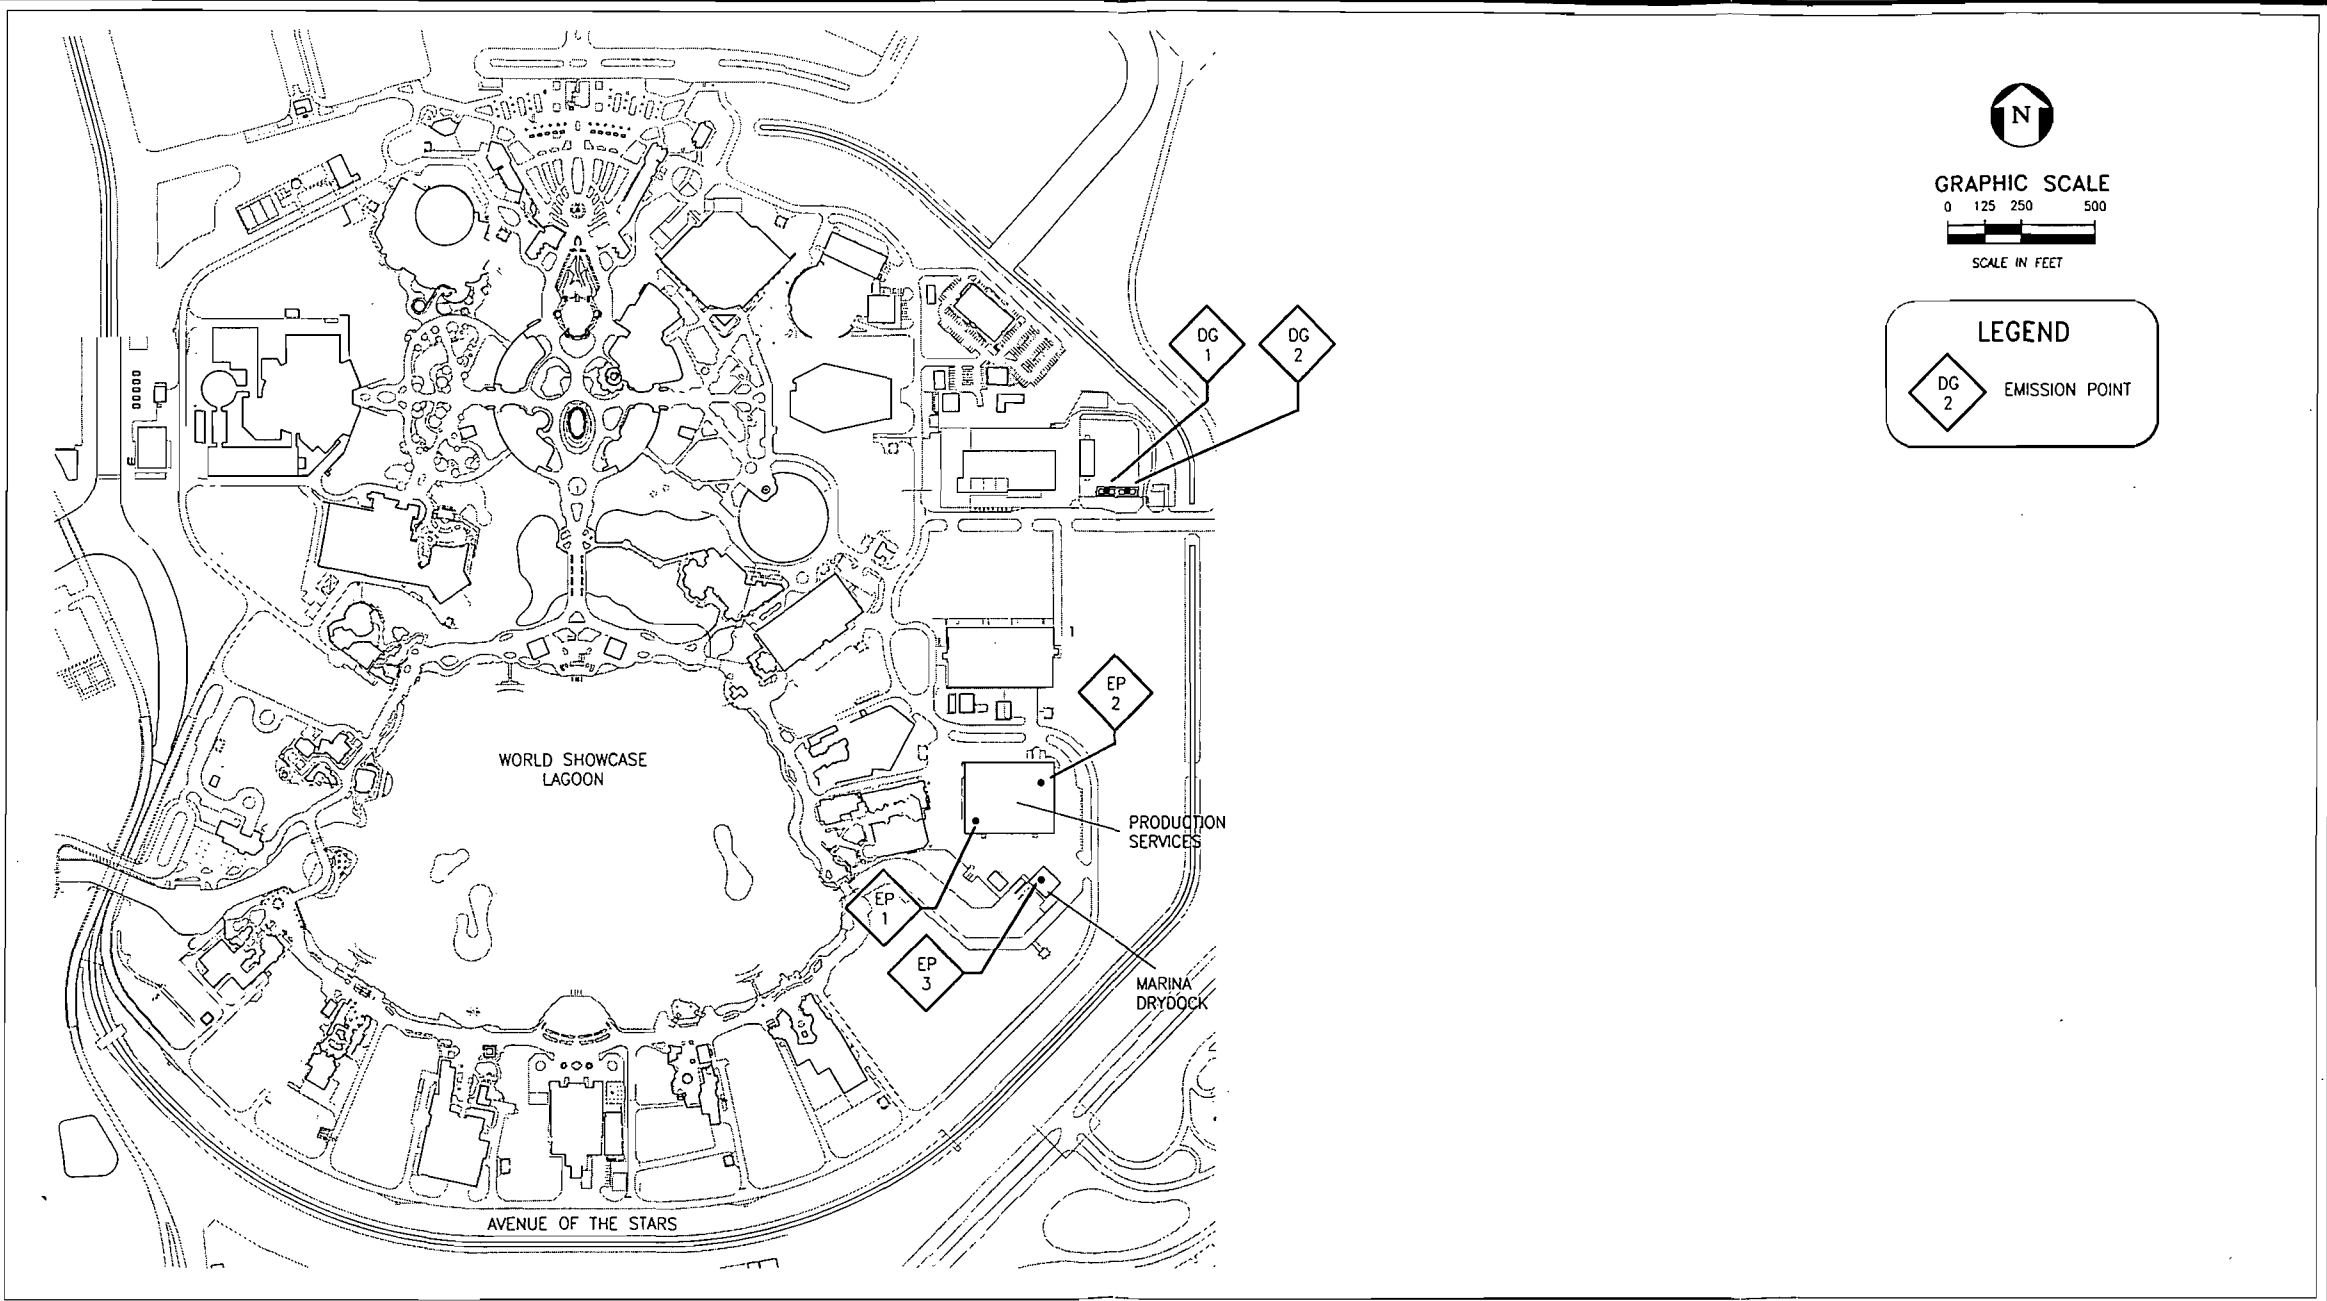 N
GRAPHIC SCALE
0 125 250 500
SCALE IN FEET
LEGEND
DG
2
EMISSION POINT
DG
1
DG
2
EP
2
WORLD SHOWCASE
LAGOON
PRODUCTION
SERVICES
EP
1
EP
3
MARINA
DRYDOCK
AVENUE OF THE STARS